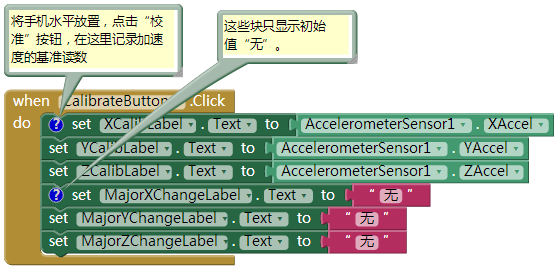 将手机水平放置，点击“校
准”按钮，在这里记录加速
度的基准读数
这些块只显示初始
值“无”。
when CalibrateButton .Click
do ? set XCalibLabel . Text to AccelerometerSensor1 . XAccel
set YCalibLabel . Text to AccelerometerSensor1 . YAccel
set ZCalibLabel . Text to AccelerometerSensor1 . ZAccel
? set MajorXChangeLabel . Text to “ 无 ”
set MajorYChangeLabel . Text to “ 无 ”
set MajorZChangeLabel . Text to “ 无 ”